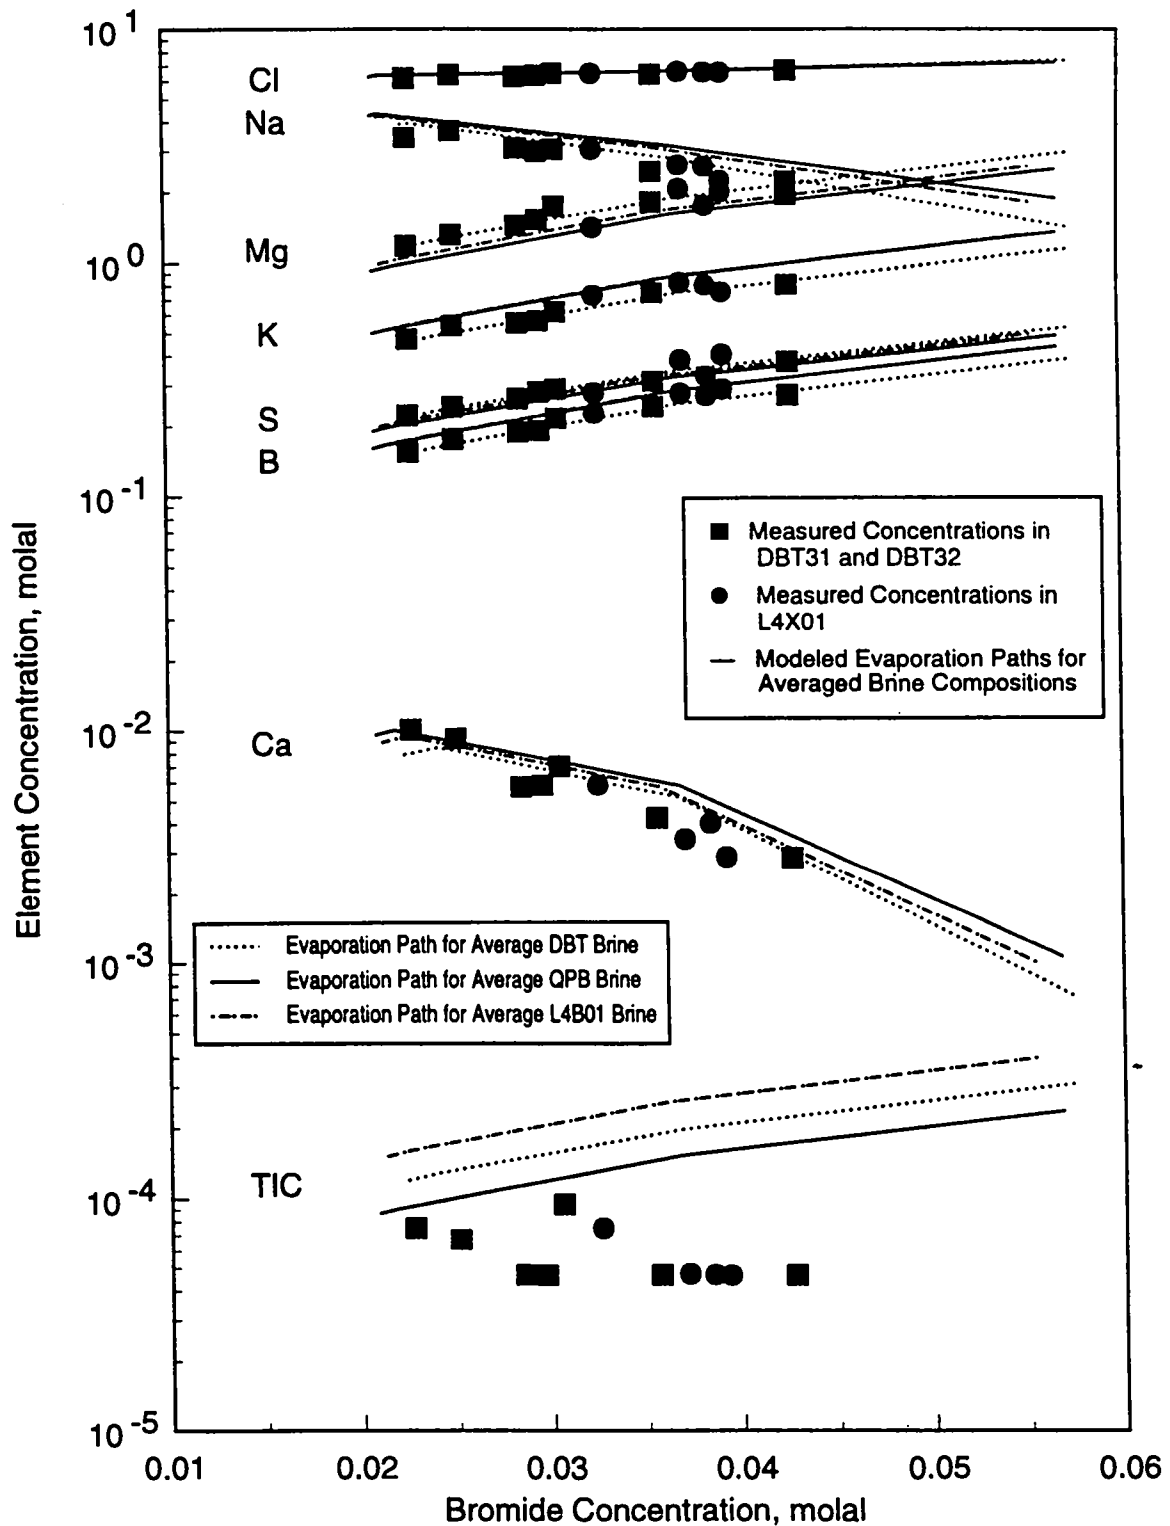 10^1
Cl
Na
Mg
10^0
K
S
B
10^-1
Measured Concentrations in
DBT31 and DBT32
Measured Concentrations in
L4X01
Modeled Evaporation Paths for
Averaged Brine Compositions
Element Concentration, molal
10^-2
Ca
Evaporation Path for Average DBT Brine
10^-3
Evaporation Path for Average QPB Brine
Evaporation Path for Average L4B01 Brine
TIC
10^-4
10^-5
0.01 0.02 0.03 0.04 0.05 0.06
Bromide Concentration, molal